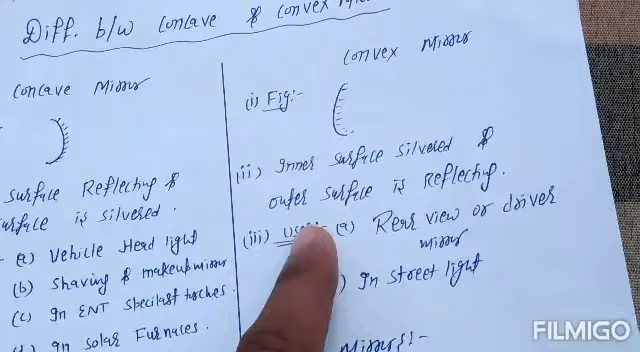 Diff. b/w Concave & Convex
Concave Mirror
surface Reflecting &
surface is silvered.
(a) Vehicle Head light
(b) Shaving & makeup mirror
(c) In ENT specilast torches.
In solar Furnaces.
Convex Mirror
(i) Fig:-
(ii) Inner surface silvered &
outer surface is Reflecting.
(iii) Uses:- (a) Rear view or driver
mirror
) In street light
Mirror}:-
FILMIGO